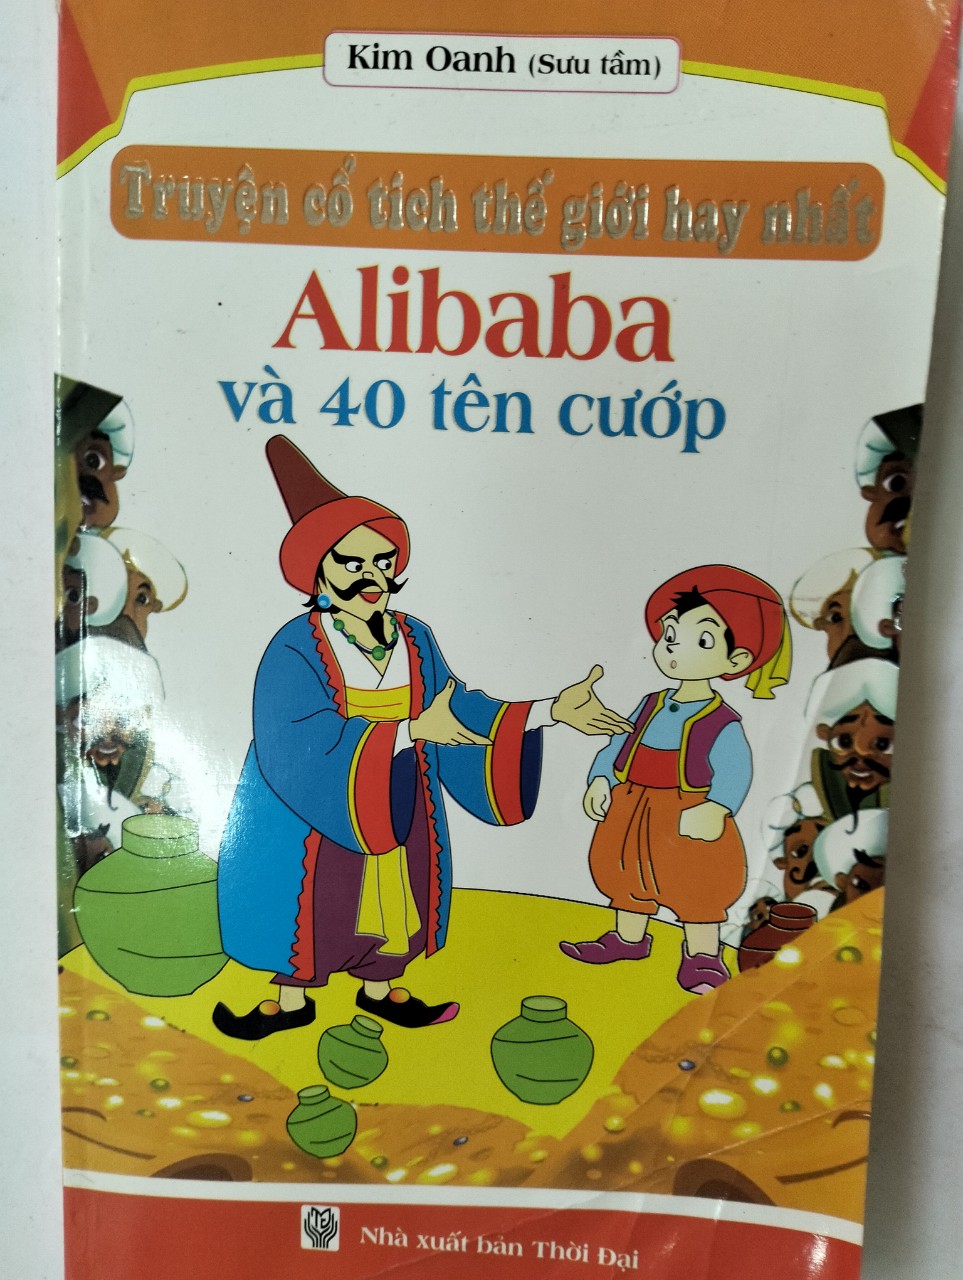 Kim Oanh (Sưu tầm)
Truyện cổ tích thế giới hay nhất
Alibaba
và 40 tên cướp
Nhà xuất bản Thời Đại